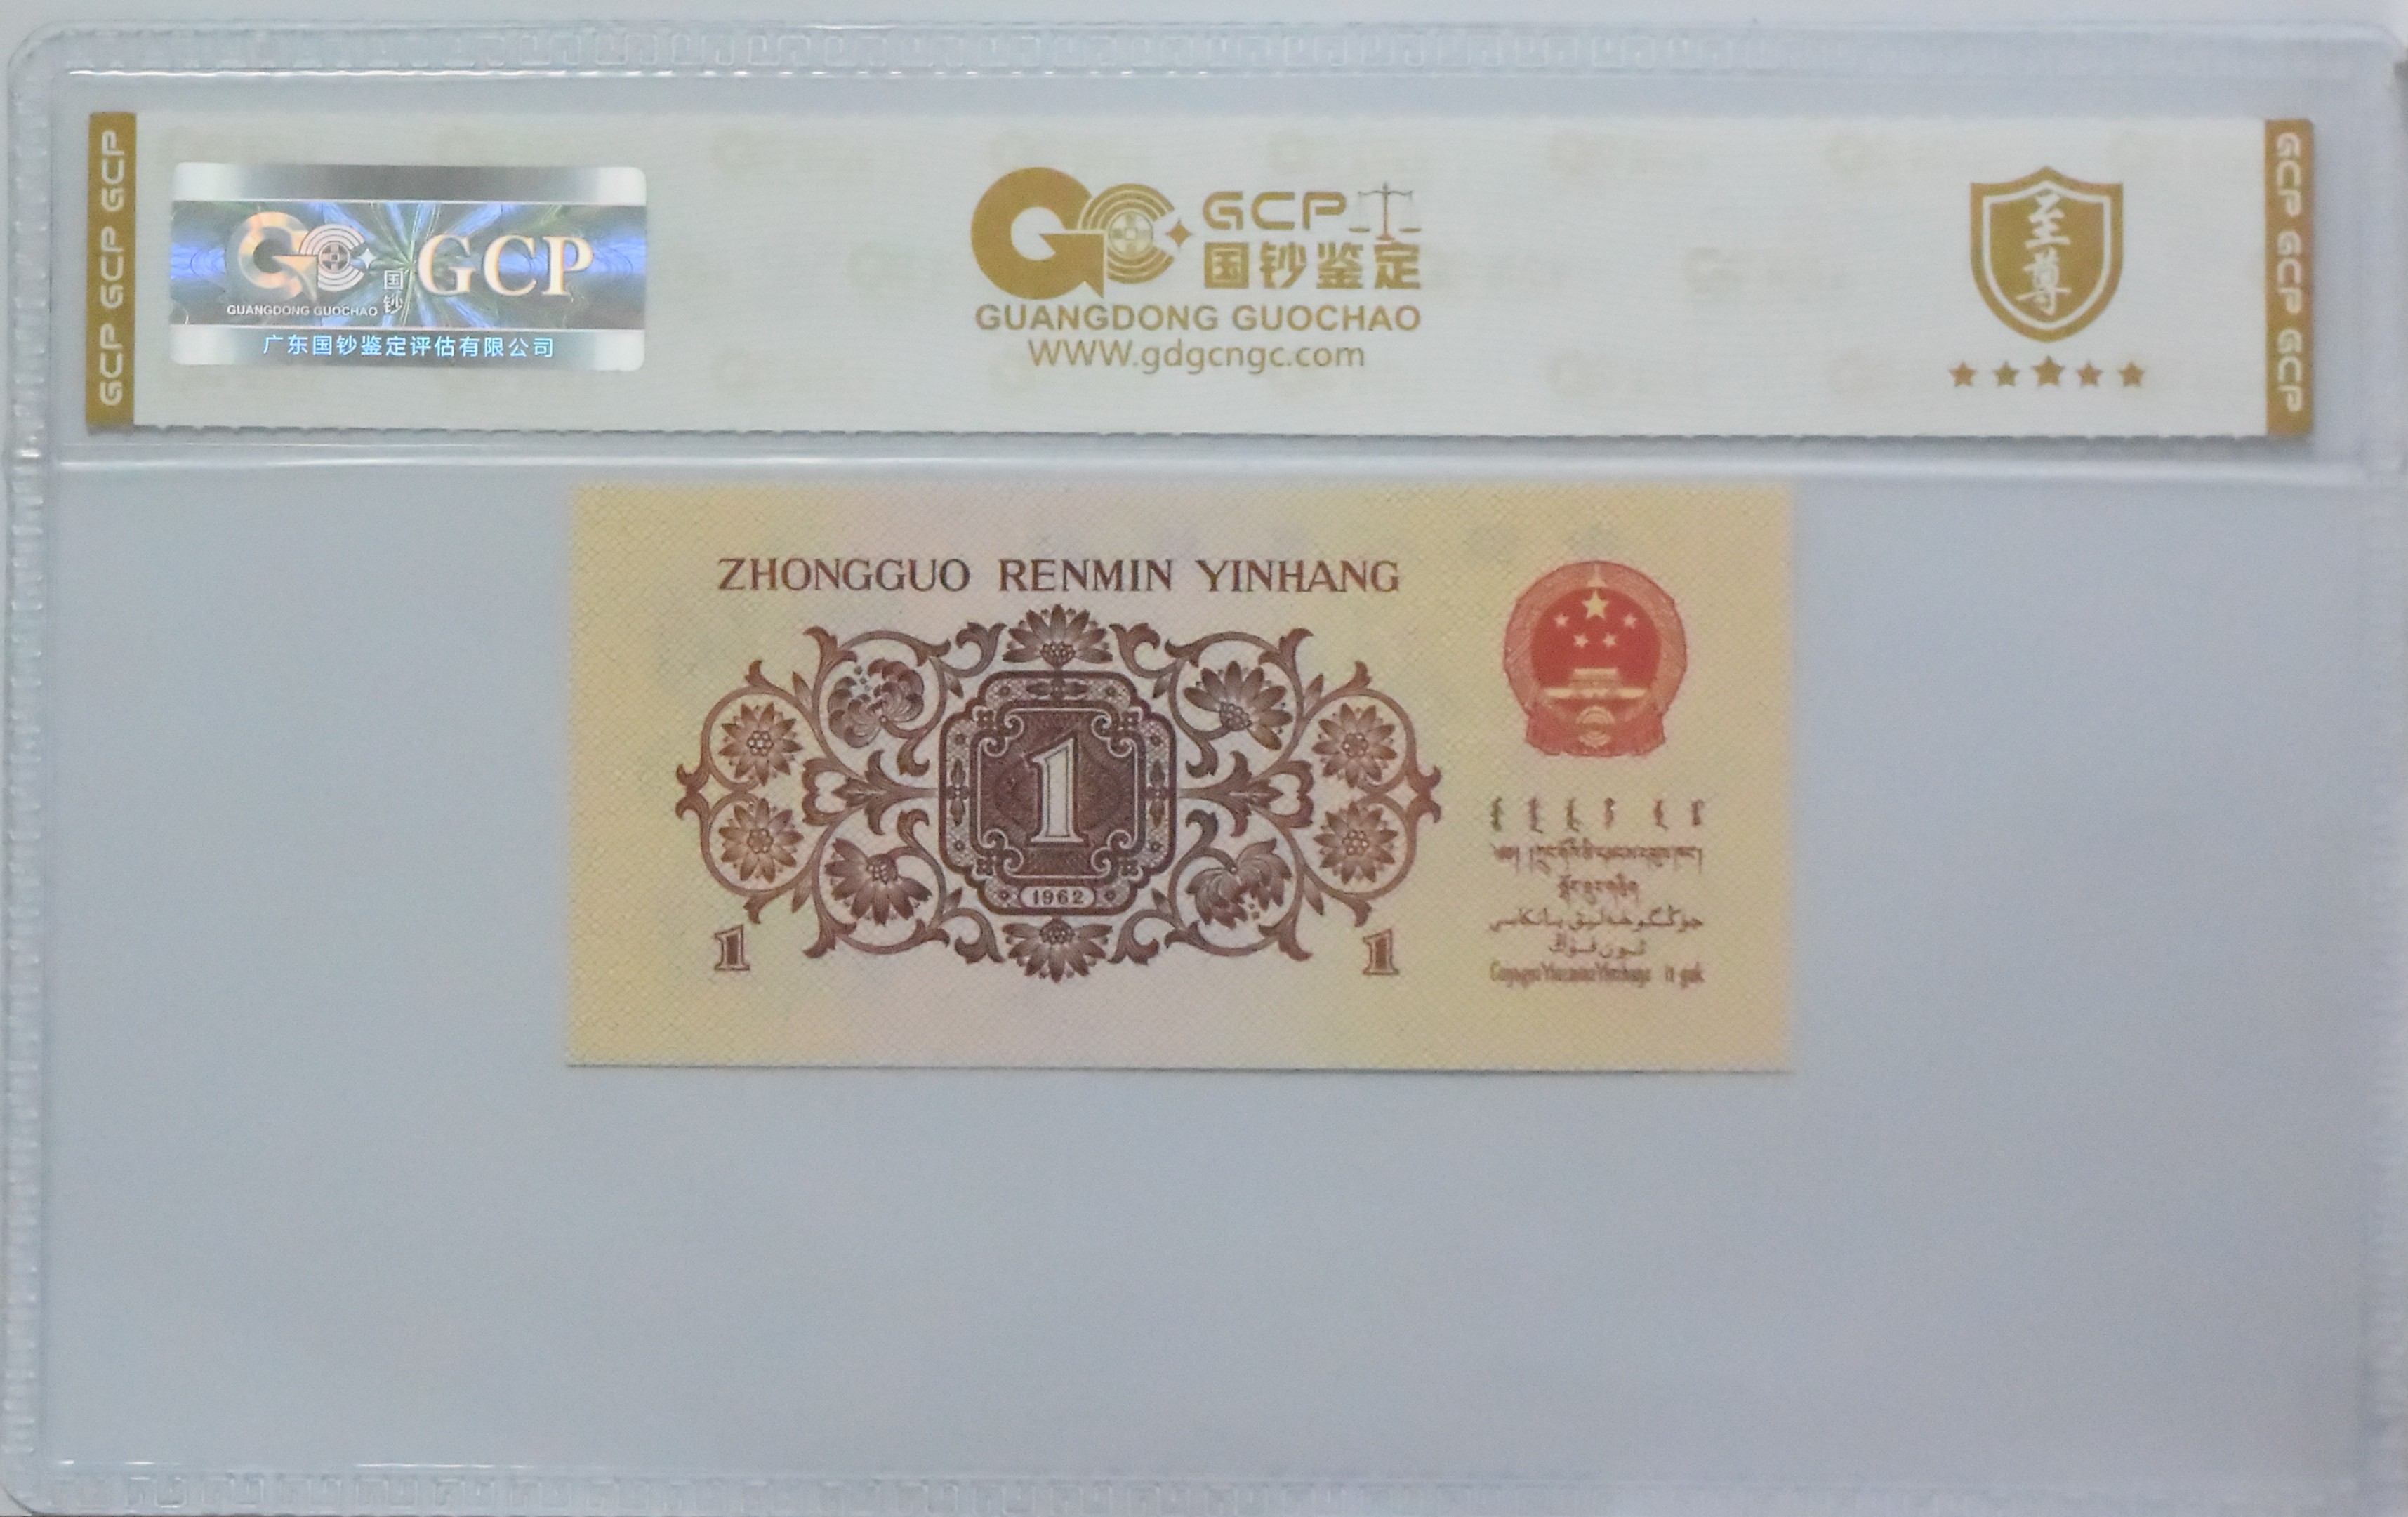 GCP GCP GCP
GCP
国钞
GUANGDONG GUOCHAO
广东国钞鉴定评估有限公司
GCP
国钞鉴定
GUANGDONG GUOCHAO
WWW.gdgcngc.com
至尊
GCP GCP GCP
ZHONGGUO RENMIN YINHANG
1
1962
1
1